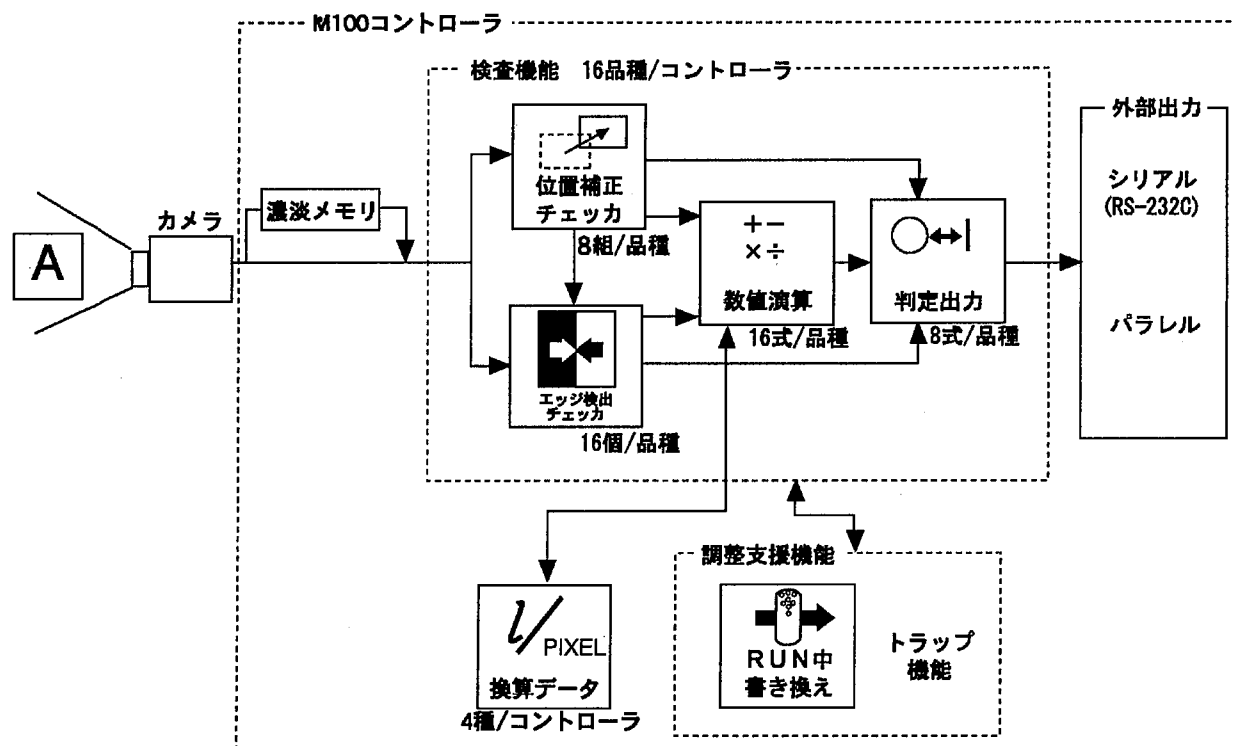 M100コントローラ
検査機能 16品種/コントローラ
外部出力
シリアル
(RS-232C)
パラレル
カメラ
濃淡メモリ
A
位置補正
チェッカ
8組/品種
+-
×÷
数値演算
16式/品種
判定出力
8式/品種
エッジ検出
チェッカ
16個/品種
l/PIXEL
換算データ
4種/コントローラ
調整支援機能
RUN中
書き換え
トラップ
機能